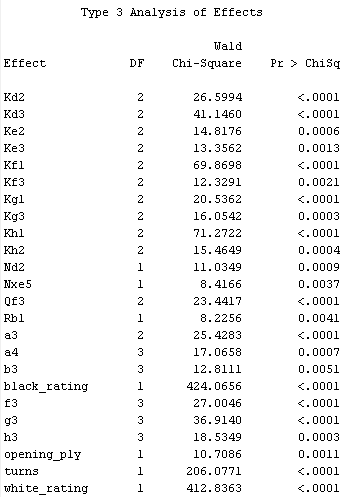 Type 3 Analysis of Effects
Wald
Effect DF Chi-Square Pr > ChiSq
Kd2 2 26.5994 <.0001
Kd3 2 41.1460 <.0001
Ke2 2 14.8176 0.0006
Ke3 2 13.3562 0.0013
Kf1 2 69.8698 <.0001
Kf3 2 12.3291 0.0021
Kg1 2 20.5362 <.0001
Kg3 2 16.0542 0.0003
Kh1 2 71.2722 <.0001
Kh2 2 15.4649 0.0004
Nd2 1 11.0349 0.0009
Nxe5 1 8.4166 0.0037
Qf3 2 23.4417 <.0001
Rb1 1 8.2256 0.0041
a3 2 25.4283 <.0001
a4 3 17.0658 0.0007
b3 3 12.8111 0.0051
black_rating 1 424.0656 <.0001
f3 3 27.0046 <.0001
g3 3 36.9140 <.0001
h3 3 18.5349 0.0003
opening_ply 1 10.7086 0.0011
turns 1 206.0771 <.0001
white_rating 1 412.8363 <.0001